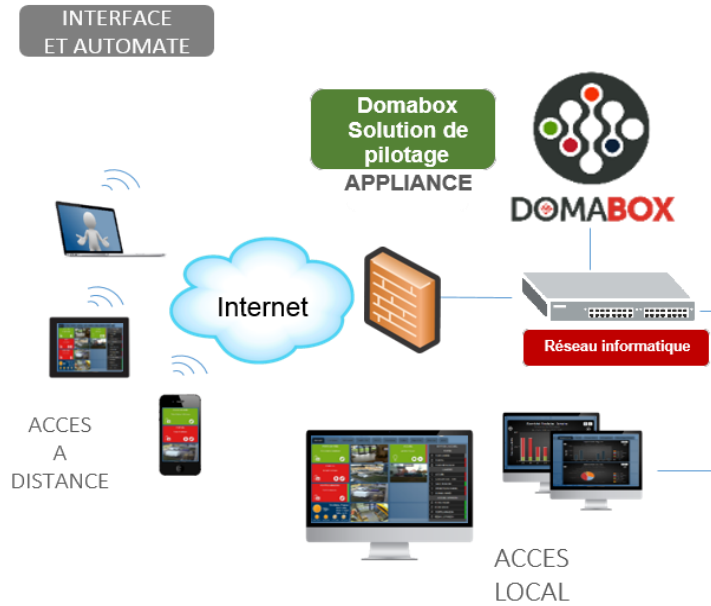 INTERFACE
ET AUTOMATE
Domabox
Solution de
pilotage
APPLIANCE
DOMABOX
Internet
Réseau informatique
ACCES
A
DISTANCE
ACCES
LOCAL